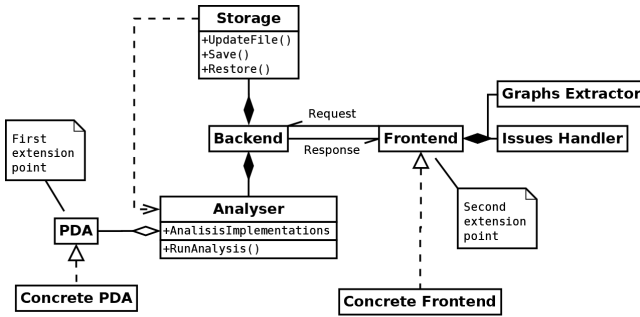 Storage
+UpdateFile()
+Save()
+Restore()
Graphs Extractor
Request
Backend
Frontend
Issues Handler
Response
First
extension
point
Analyser
+AnalisisImplementations
+RunAnalysis()
PDA
Second
extension
point
Concrete PDA
Concrete Frontend